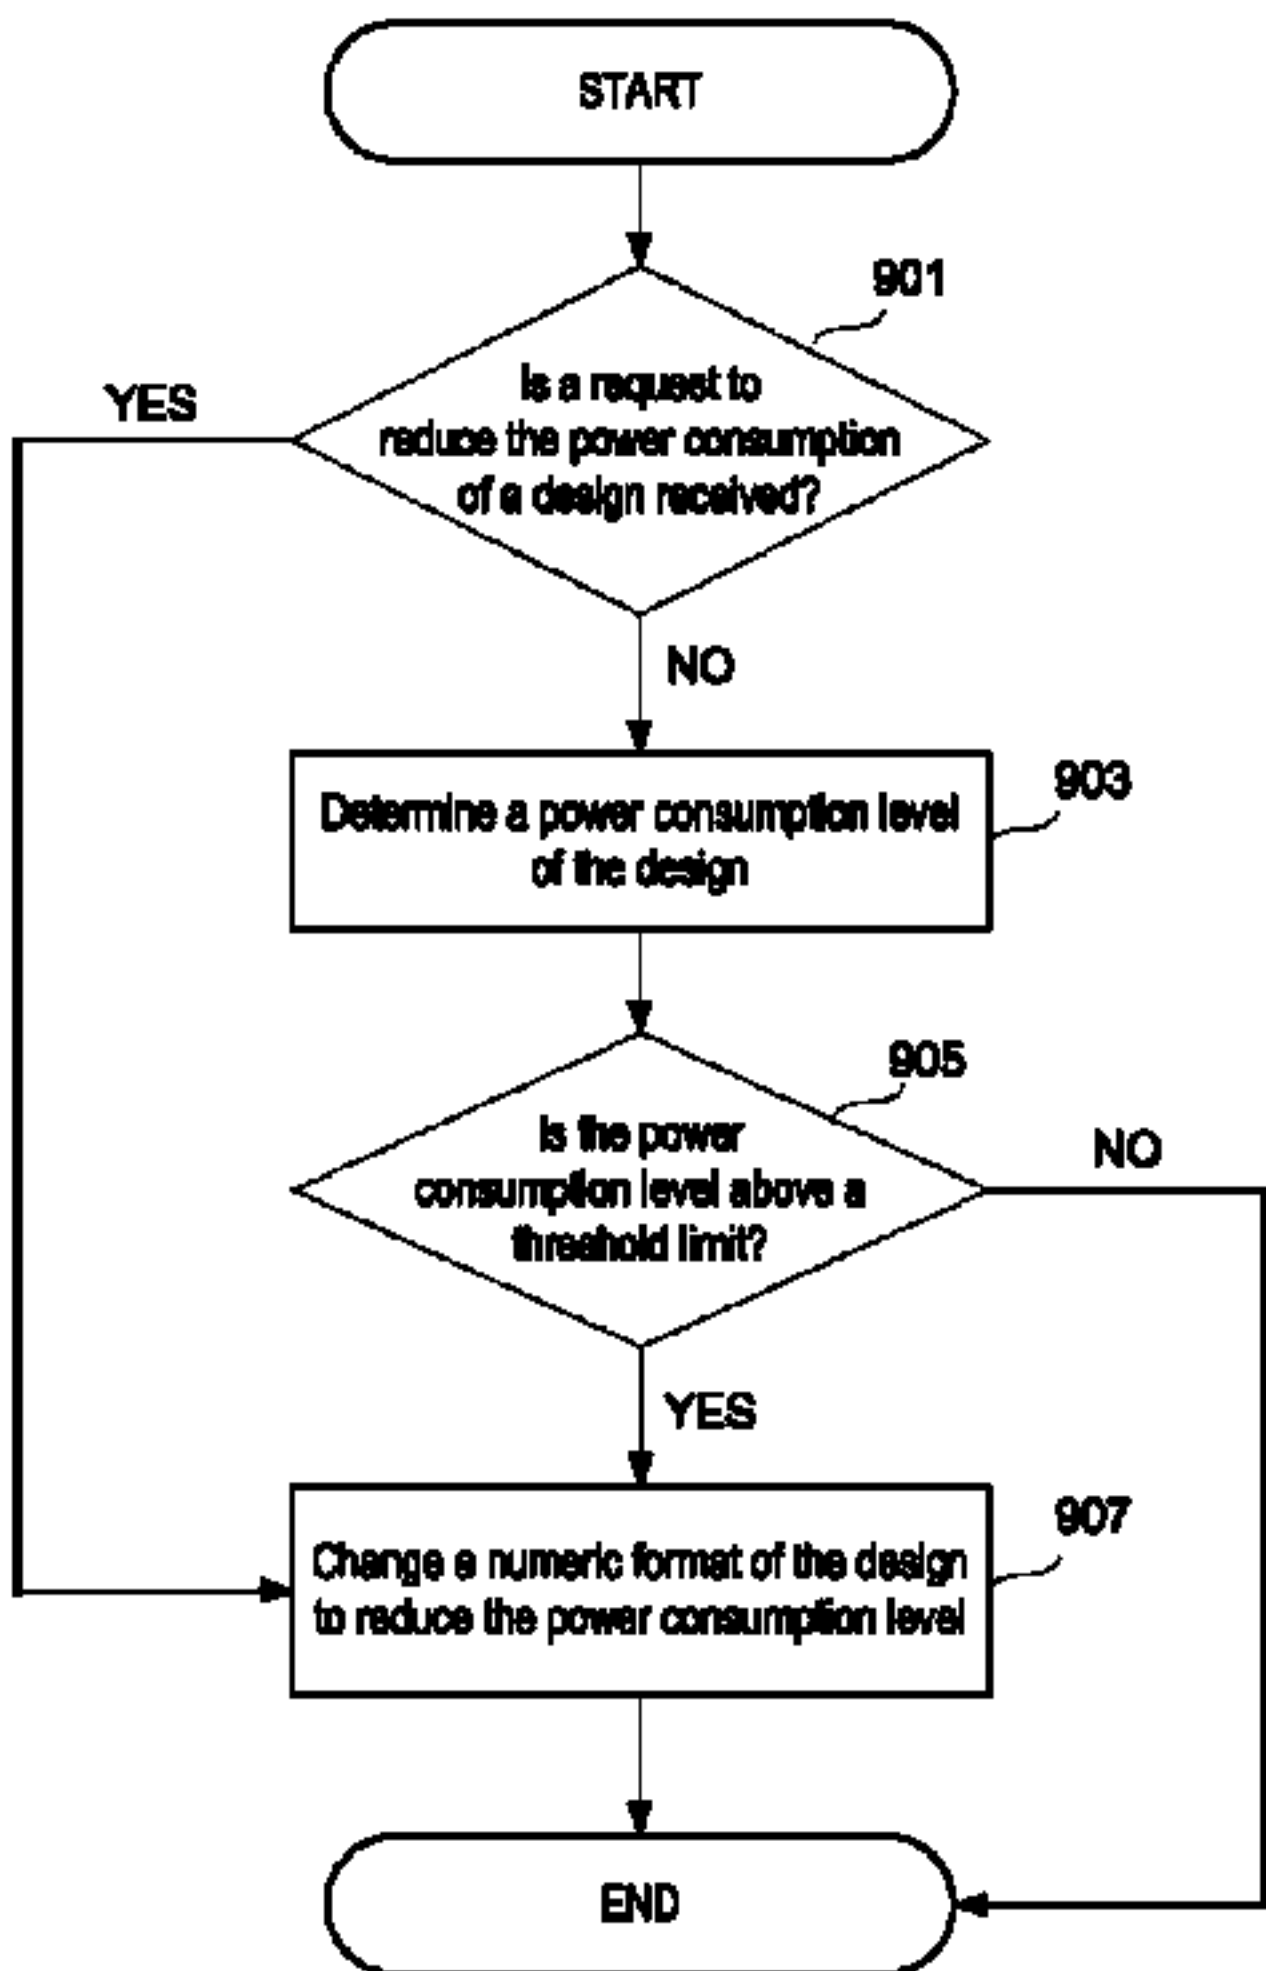 START
901
Is a request to
reduce the power consumption
of a design received?
YES
NO
903
Determine a power consumption level
of the design
905
Is the power
consumption level above a
threshold limit?
NO
YES
907
Change a numeric format of the design
to reduce the power consumption level
END